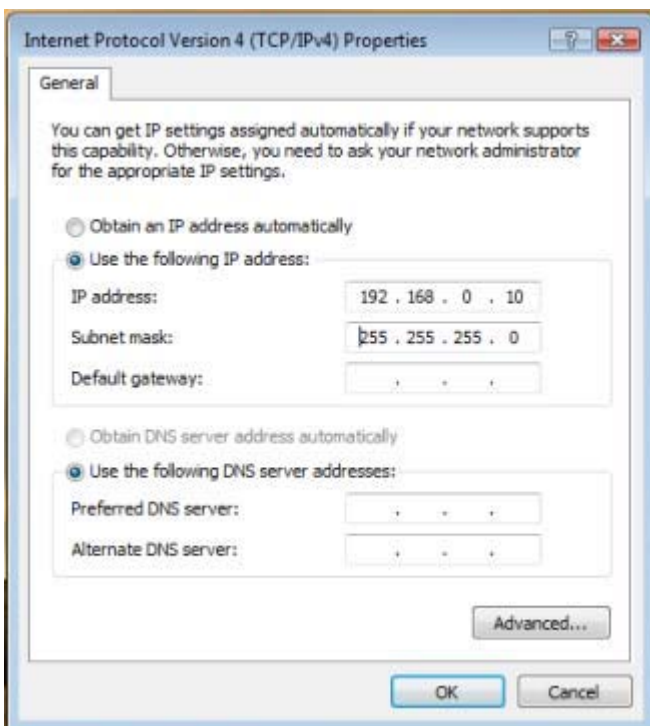 Internet Protocol Version 4 (TCP/IPv4) Properties
General
You can get IP settings assigned automatically if your network supports
this capability. Otherwise, you need to ask your network administrator
for the appropriate IP settings.
Obtain an IP address automatically
Use the following IP address:
IP address: 192 . 168 . 0 . 10
Subnet mask: 255 . 255 . 255 . 0
Default gateway: . . .
Obtain DNS server address automatically
Use the following DNS server addresses:
Preferred DNS server: . . .
Alternate DNS server: . . .
Advanced...
OK Cancel